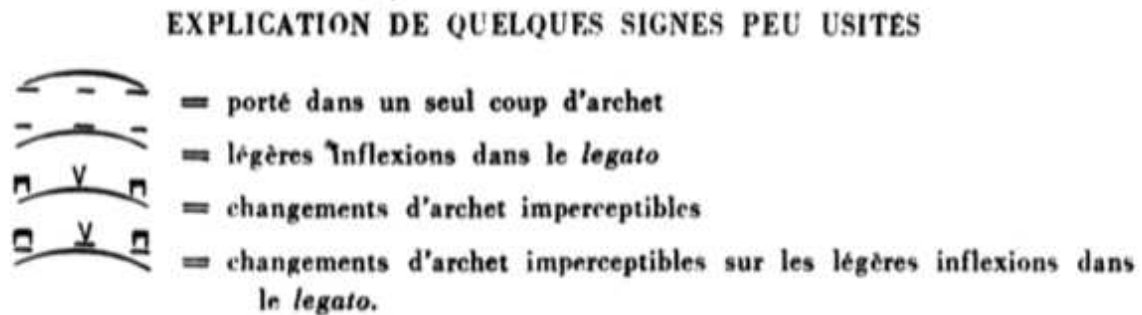 EXPLICATION DE QUELQUES SIGNES PEU USITÉS
= porté dans un seul coup d'archet
= légères inflexions dans le legato
= changements d'archet imperceptibles
= changements d'archet imperceptibles sur les légères inflexions dans
le legato.